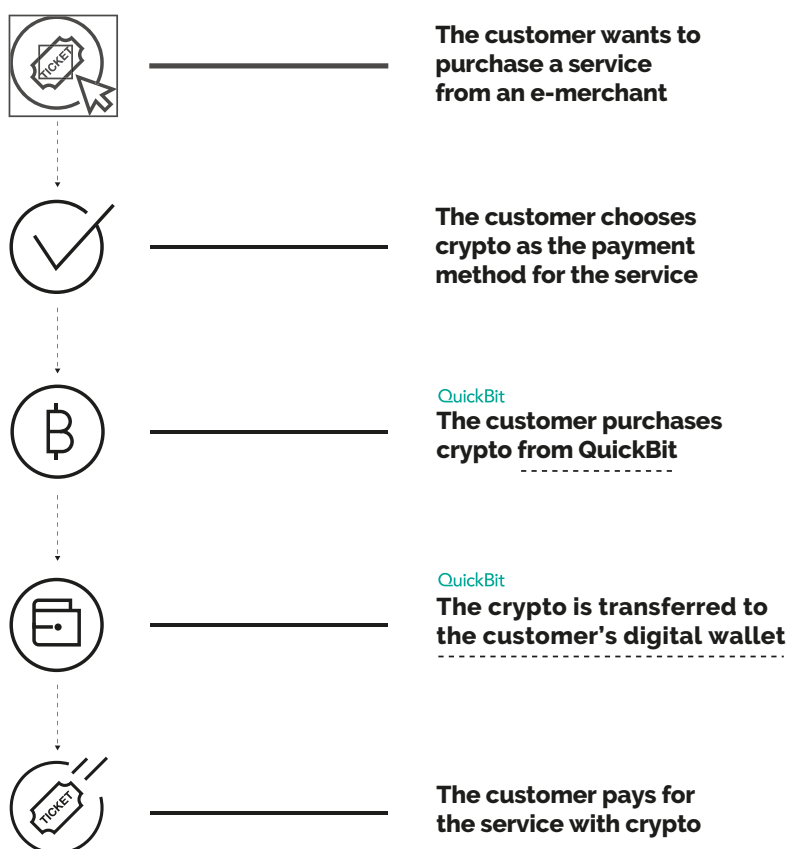 TICKET
The customer wants to
purchase a service
from an e-merchant
The customer chooses
crypto as the payment
method for the service
QuickBit
The customer purchases
crypto from QuickBit
QuickBit
The crypto is transferred to
the customer’s digital wallet
TICKET
The customer pays for
the service with crypto